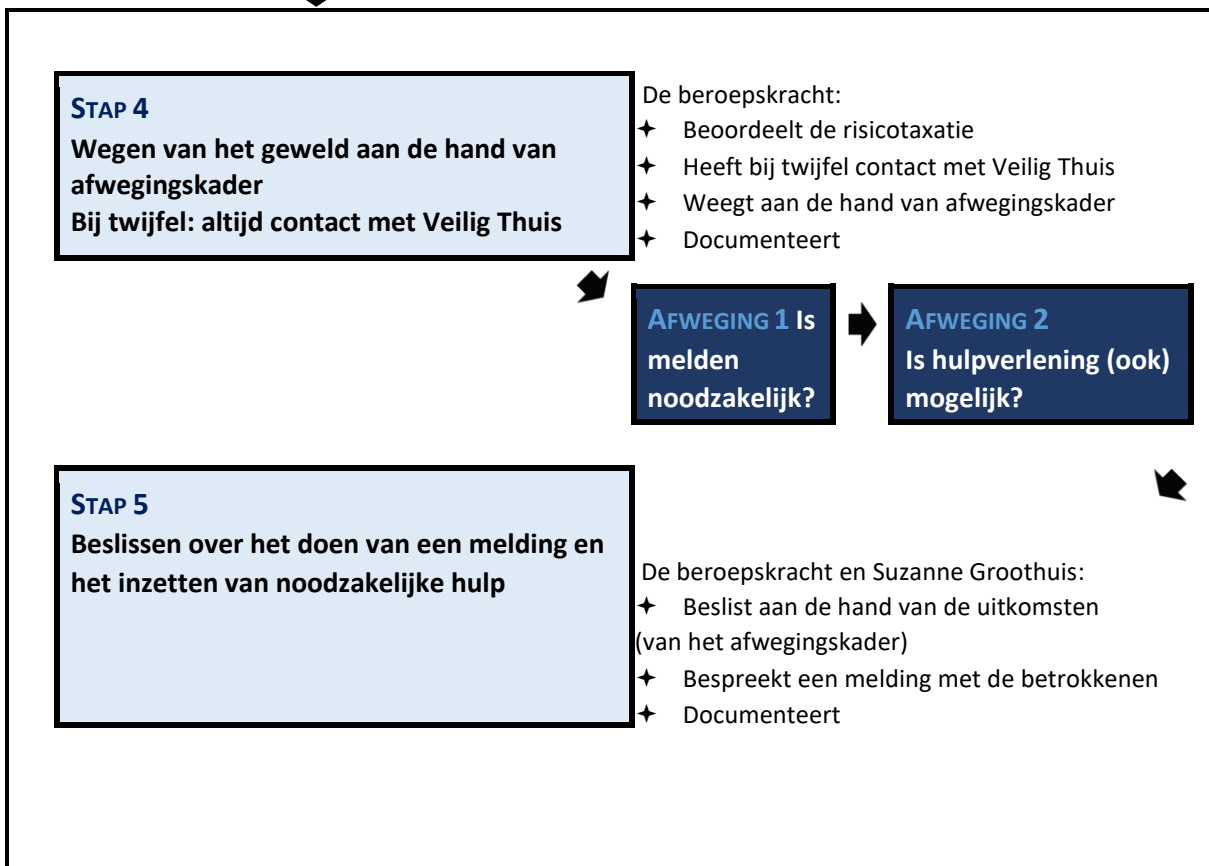 STAP 4
Wegen van het geweld aan de hand van
afwegingskader
Bij twijfel: altijd contact met Veilig Thuis
De beroepskracht:
✦ Beoordeelt de risicotaxatie
✦ Heeft bij twijfel contact met Veilig Thuis
✦ Weegt aan de hand van afwegingskader
✦ Documenteert
AFWEGING 1 Is
melden
noodzakelijk?
AFWEGING 2
Is hulpverlening (ook)
mogelijk?
STAP 5
Beslissen over het doen van een melding en
het inzetten van noodzakelijke hulp
De beroepskracht en Suzanne Groothuis:
✦ Beslist aan de hand van de uitkomsten
(van het afwegingskader)
✦ Bespreekt een melding met de betrokkenen
✦ Documenteert